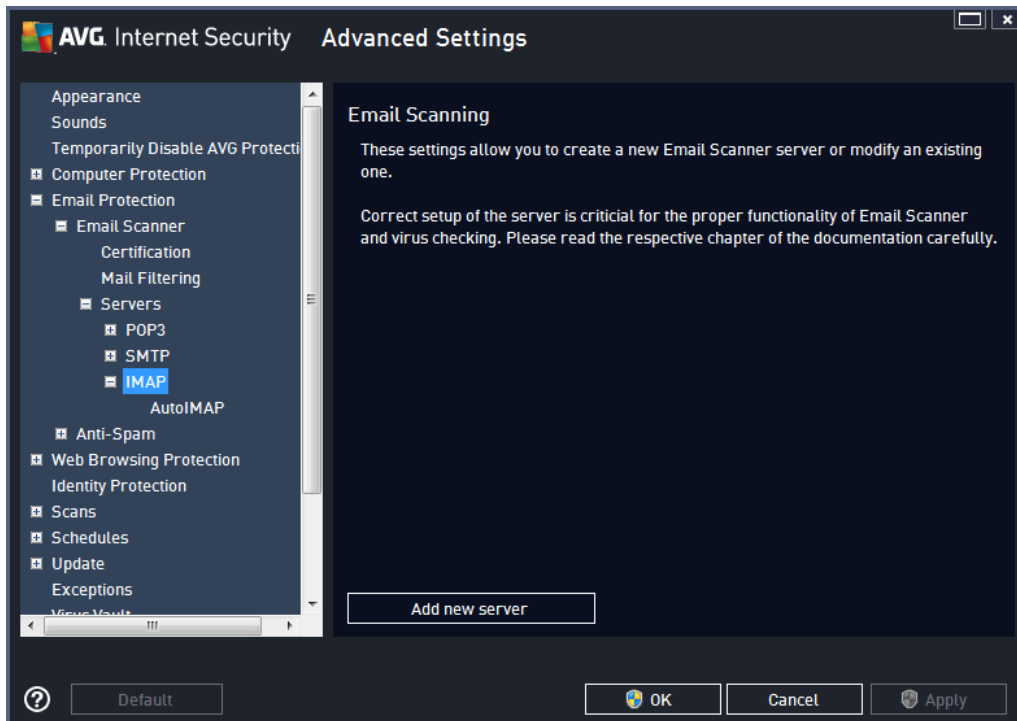 AVG. Internet Security Advanced Settings
Appearance
Sounds
Temporarily Disable AVG Protecti
Computer Protection
Email Protection
Email Scanner
Certification
Mail Filtering
Servers
POP3
SMTP
IMAP
AutoIMAP
Anti-Spam
Web Browsing Protection
Identity Protection
Scans
Schedules
Update
Exceptions
Virus Vault
Email Scanning
These settings allow you to create a new Email Scanner server or modify an existing
one.
Correct setup of the server is criticial for the proper functionality of Email Scanner
and virus checking. Please read the respective chapter of the documentation carefully.
Add new server
Default
OK
Cancel
Apply